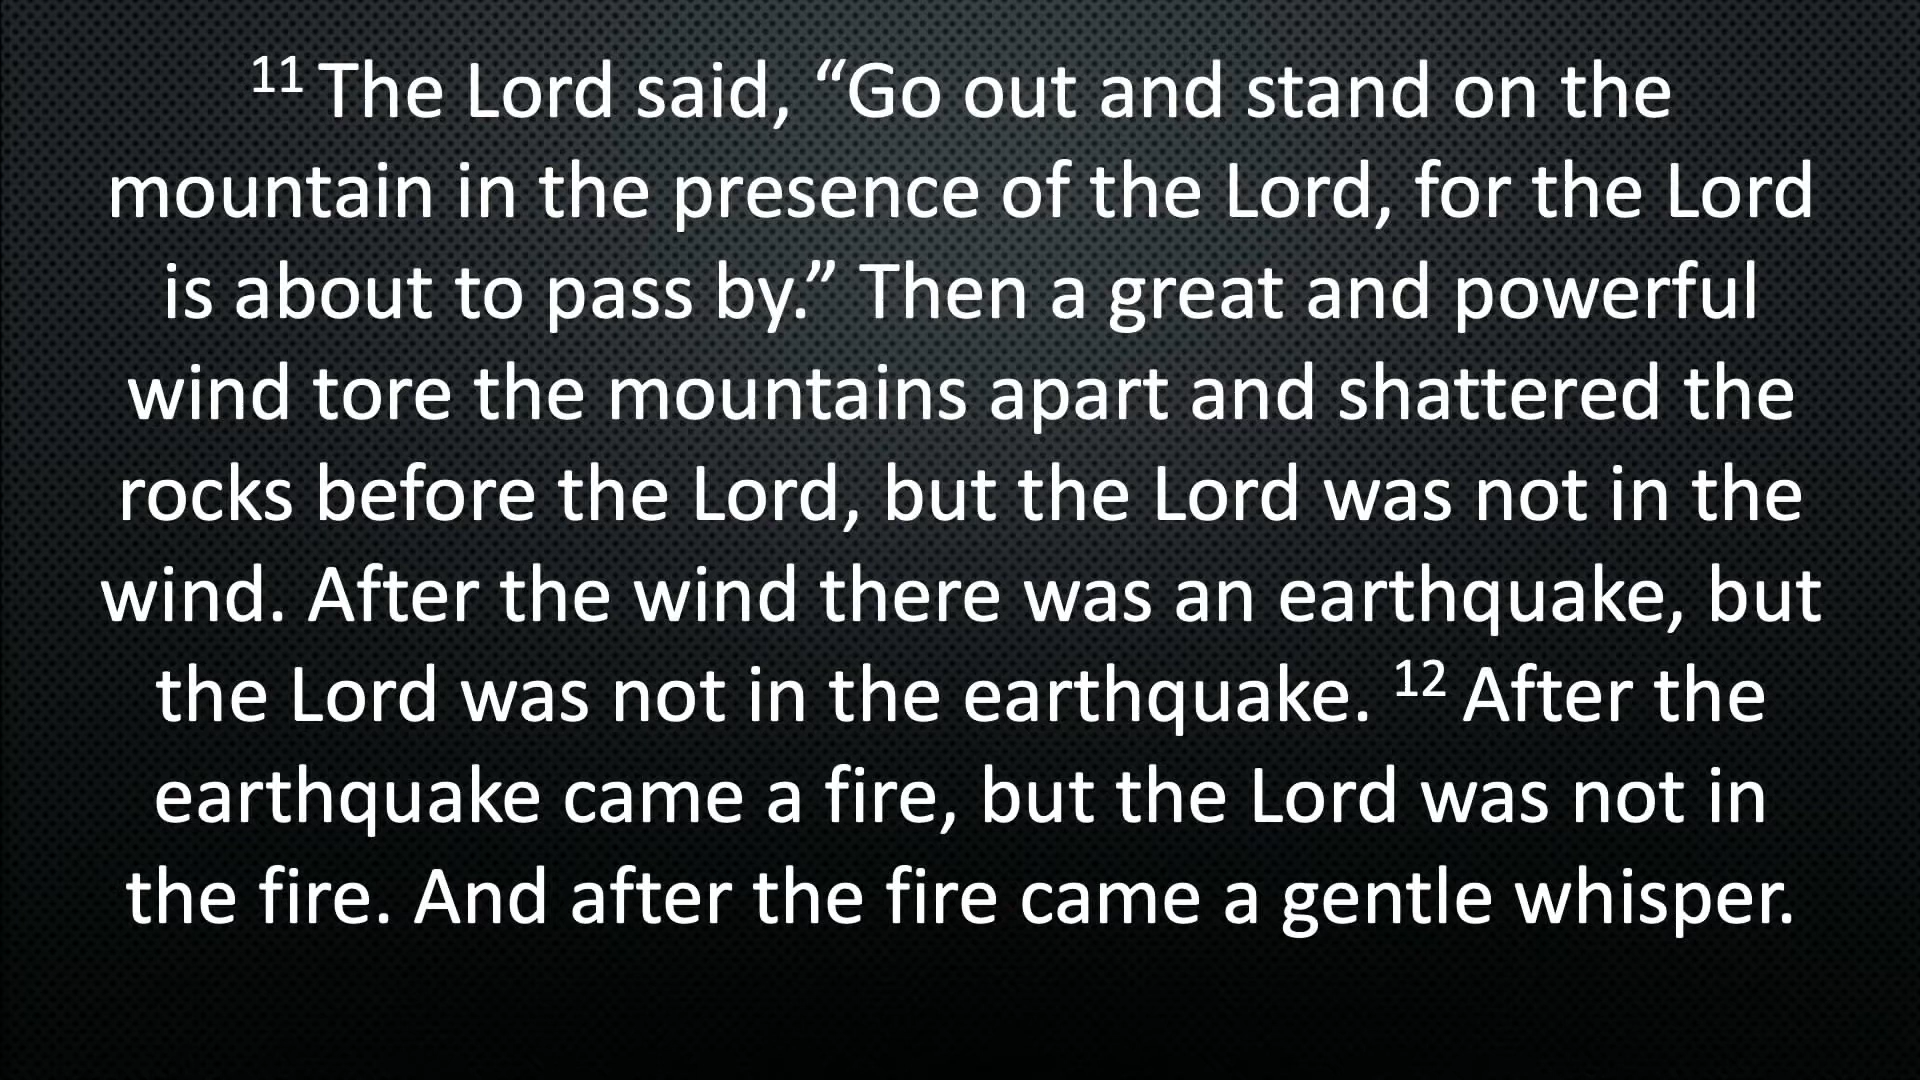 11 The Lord said, “Go out and stand on the
mountain in the presence of the Lord, for the Lord
is about to pass by.” Then a great and powerful
wind tore the mountains apart and shattered the
rocks before the Lord, but the Lord was not in the
wind. After the wind there was an earthquake, but
the Lord was not in the earthquake. 12 After the
earthquake came a fire, but the Lord was not in
the fire. And after the fire came a gentle whisper.